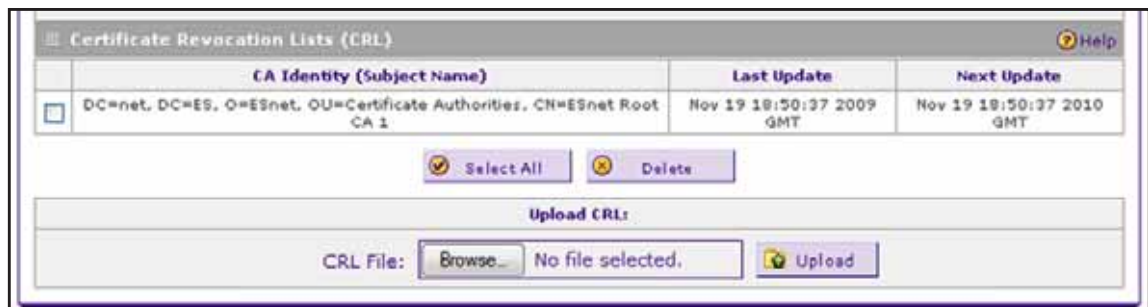 Certificate Revocation Lists (CRL) Help
CA Identity (Subject Name) Last Update Next Update
DC=net, DC=ES, O=ESnet, OU=Certificate Authorities, CN=ESnet Root Nov 19 18:50:37 2009 Nov 19 18:50:37 2010
CA 1 GMT GMT
Select All Delete
Upload CRL:
CRL File: Browse... No file selected. Upload